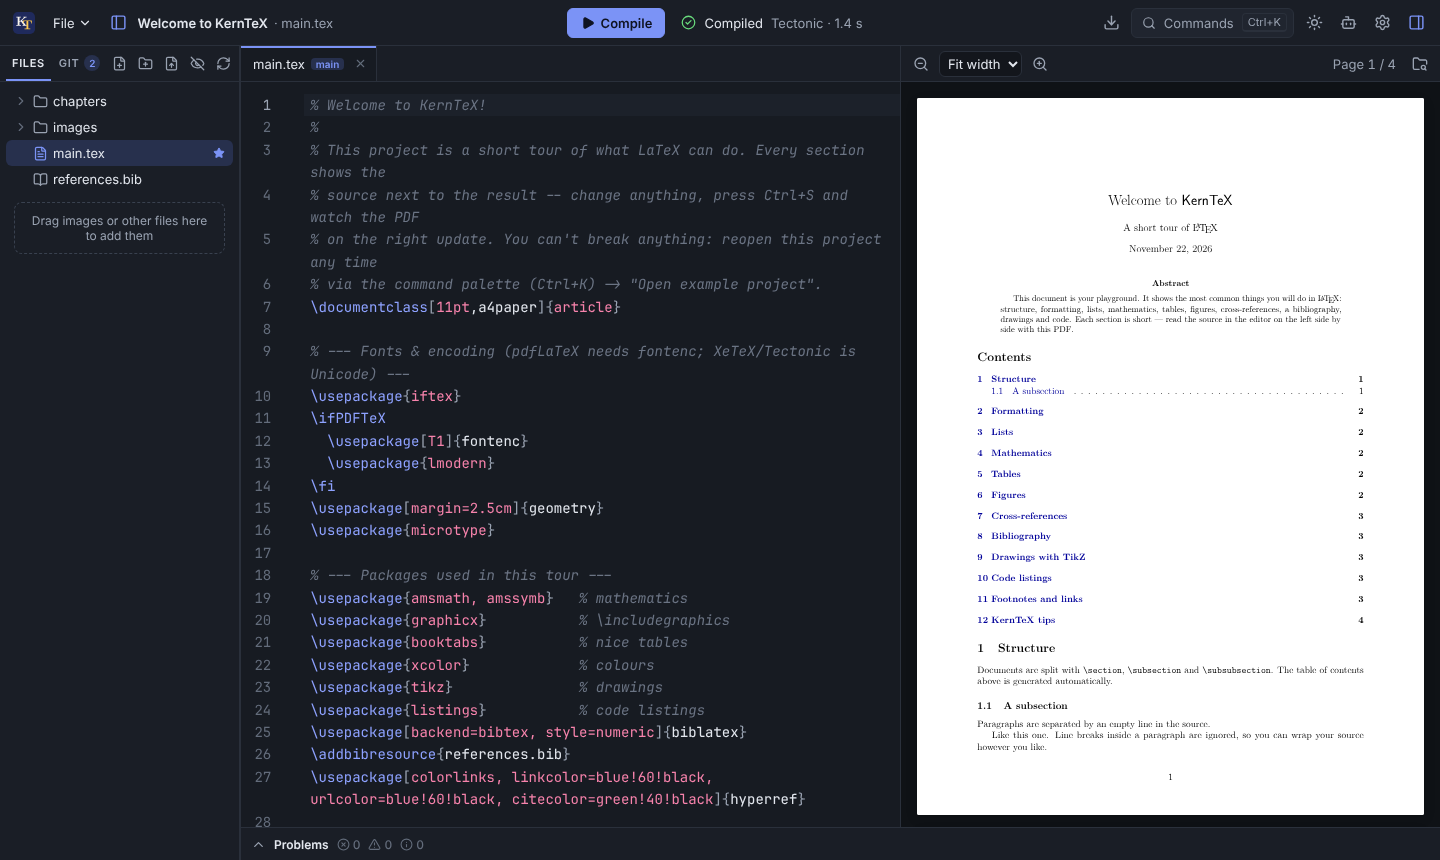 KT File Welcome to KernTeX · main.tex Compile Compiled Tectonic · 1.4 s Commands Ctrl+K
FILES GIT 2
main.tex main
Fit width Page 1 / 4
chapters
images
main.tex
references.bib
Drag images or other files here
to add them
1 % Welcome to KernTeX!
2 %
3 % This project is a short tour of what LaTeX can do. Every section
shows the
4 % source next to the result -- change anything, press Ctrl+S and
watch the PDF
5 % on the right update. You can't break anything: reopen this project
any time
6 % via the command palette (Ctrl+K) -> "Open example project".
7 \documentclass[11pt,a4paper]{article}
8
9 % --- Fonts & encoding (pdfLaTeX needs fontenc; XeTeX/Tectonic is
Unicode) ---
10 \usepackage{iftex}
11 \ifPDFTeX
12 \usepackage[T1]{fontenc}
13 \usepackage{lmodern}
14 \fi
15 \usepackage[margin=2.5cm]{geometry}
16 \usepackage{microtype}
17
18 % --- Packages used in this tour ---
19 \usepackage{amsmath, amssymb} % mathematics
20 \usepackage{graphicx} % \includegraphics
21 \usepackage{booktabs} % nice tables
22 \usepackage{xcolor} % colours
23 \usepackage{tikz} % drawings
24 \usepackage{listings} % code listings
25 \usepackage[backend=bibtex, style=numeric]{biblatex}
26 \addbibresource{references.bib}
27 \usepackage[colorlinks, linkcolor=blue!60!black,
urlcolor=blue!60!black, citecolor=green!40!black]{hyperref}
28
Welcome to KernTeX
A short tour of LaTeX
November 22, 2026
Abstract
This document is your playground. It shows the most common things you will do in LaTeX:
structure, formatting, lists, mathematics, tables, figures, cross-references, a bibliography,
drawings and code. Each section is short — read the source in the editor on the left side by
side with this PDF.
Contents
1 Structure 1
1.1 A subsection . . . . . . . . . . . . . . . . . . . . . . . . . . . . . . . . . . . . . . 1
2 Formatting 2
3 Lists 2
4 Mathematics 2
5 Tables 2
6 Figures 2
7 Cross-references 3
8 Bibliography 3
9 Drawings with TikZ 3
10 Code listings 3
11 Footnotes and links 3
12 KernTeX tips 4
1 Structure
Documents are split with \section, \subsection and \subsubsection. The table of contents
above is generated automatically.
1.1 A subsection
Paragraphs are separated by an empty line in the source.
Like this one. Line breaks inside a paragraph are ignored, so you can wrap your source
however you like.
1
Problems 0 0 0